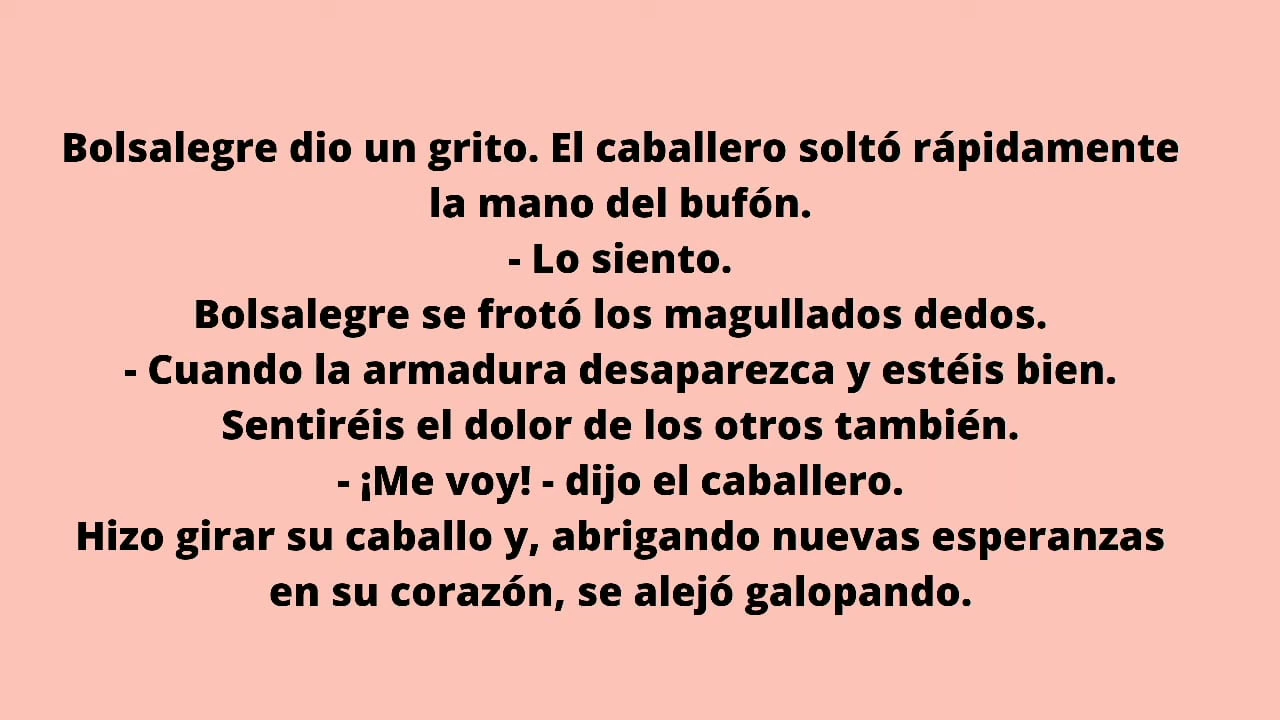 Bolsalegre dio un grito. El caballero soltó rápidamente
la mano del bufón.
- Lo siento.
Bolsalegre se frotó los magullados dedos.
- Cuando la armadura desaparezca y estéis bien.
Sentiréis el dolor de los otros también.
- ¡Me voy! - dijo el caballero.
Hizo girar su caballo y, abrigando nuevas esperanzas
en su corazón, se alejó galopando.